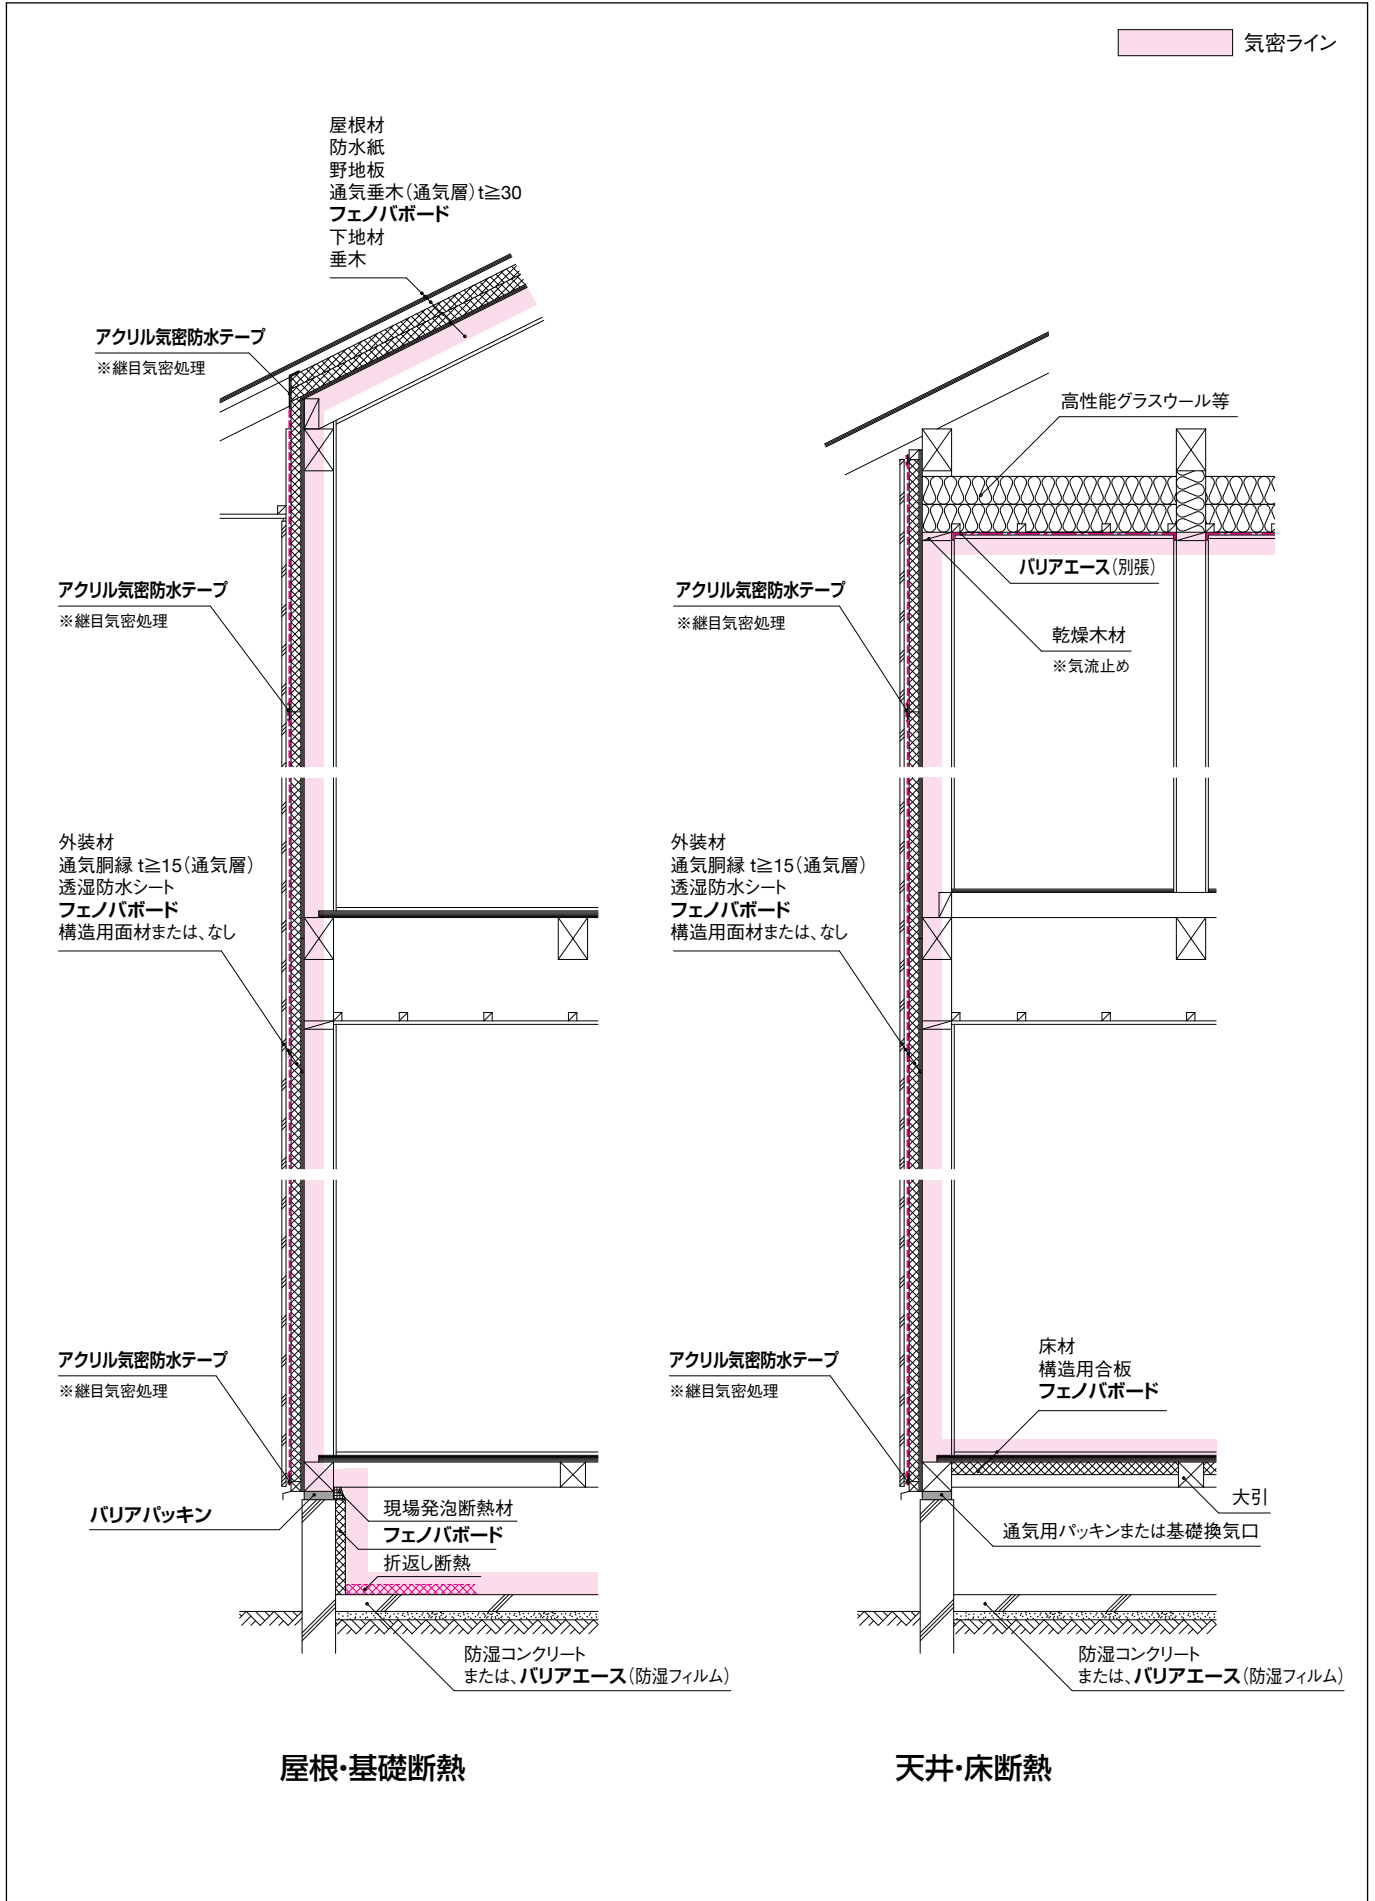 気密ライン
屋根材
防水紙
野地板
通気垂木(通気層)t≧30
フェノバボード
下地材
垂木
アクリル気密防水テープ
※継目気密処理
アクリル気密防水テープ
※継目気密処理
外装材
通気胴縁 t≧15(通気層)
透湿防水シート
フェノバボード
構造用面材または、なし
アクリル気密防水テープ
※継目気密処理
バリアパッキン
現場発泡断熱材
フェノバボード
折返し断熱
防湿コンクリート
または、バリアエース(防湿フィルム)
屋根・基礎断熱
高性能グラスウール等
バリアエース(別張)
アクリル気密防水テープ
※継目気密処理
乾燥木材
※気流止め
外装材
通気胴縁 t≧15(通気層)
透湿防水シート
フェノバボード
構造用面材または、なし
アクリル気密防水テープ
※継目気密処理
床材
構造用合板
フェノバボード
大引
通気用パッキンまたは基礎換気口
防湿コンクリート
または、バリアエース(防湿フィルム)
天井・床断熱